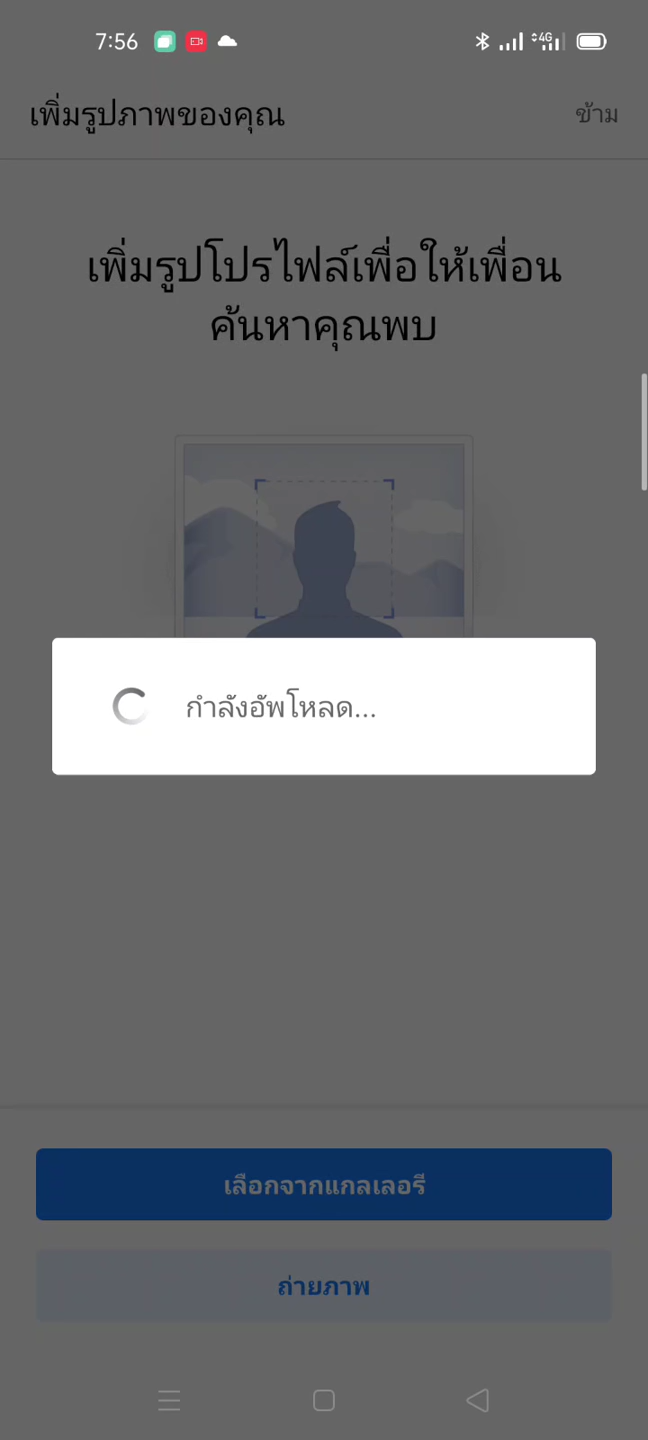 7:56
4G
เพิ่มรูปภาพของคุณ
ข้าม
เพิ่มรูปโปรไฟล์เพื่อให้เพื่อน
ค้นหาคุณพบ
กำลังอัพโหลด...
เลือกจากแกลเลอรี
ถ่ายภาพ